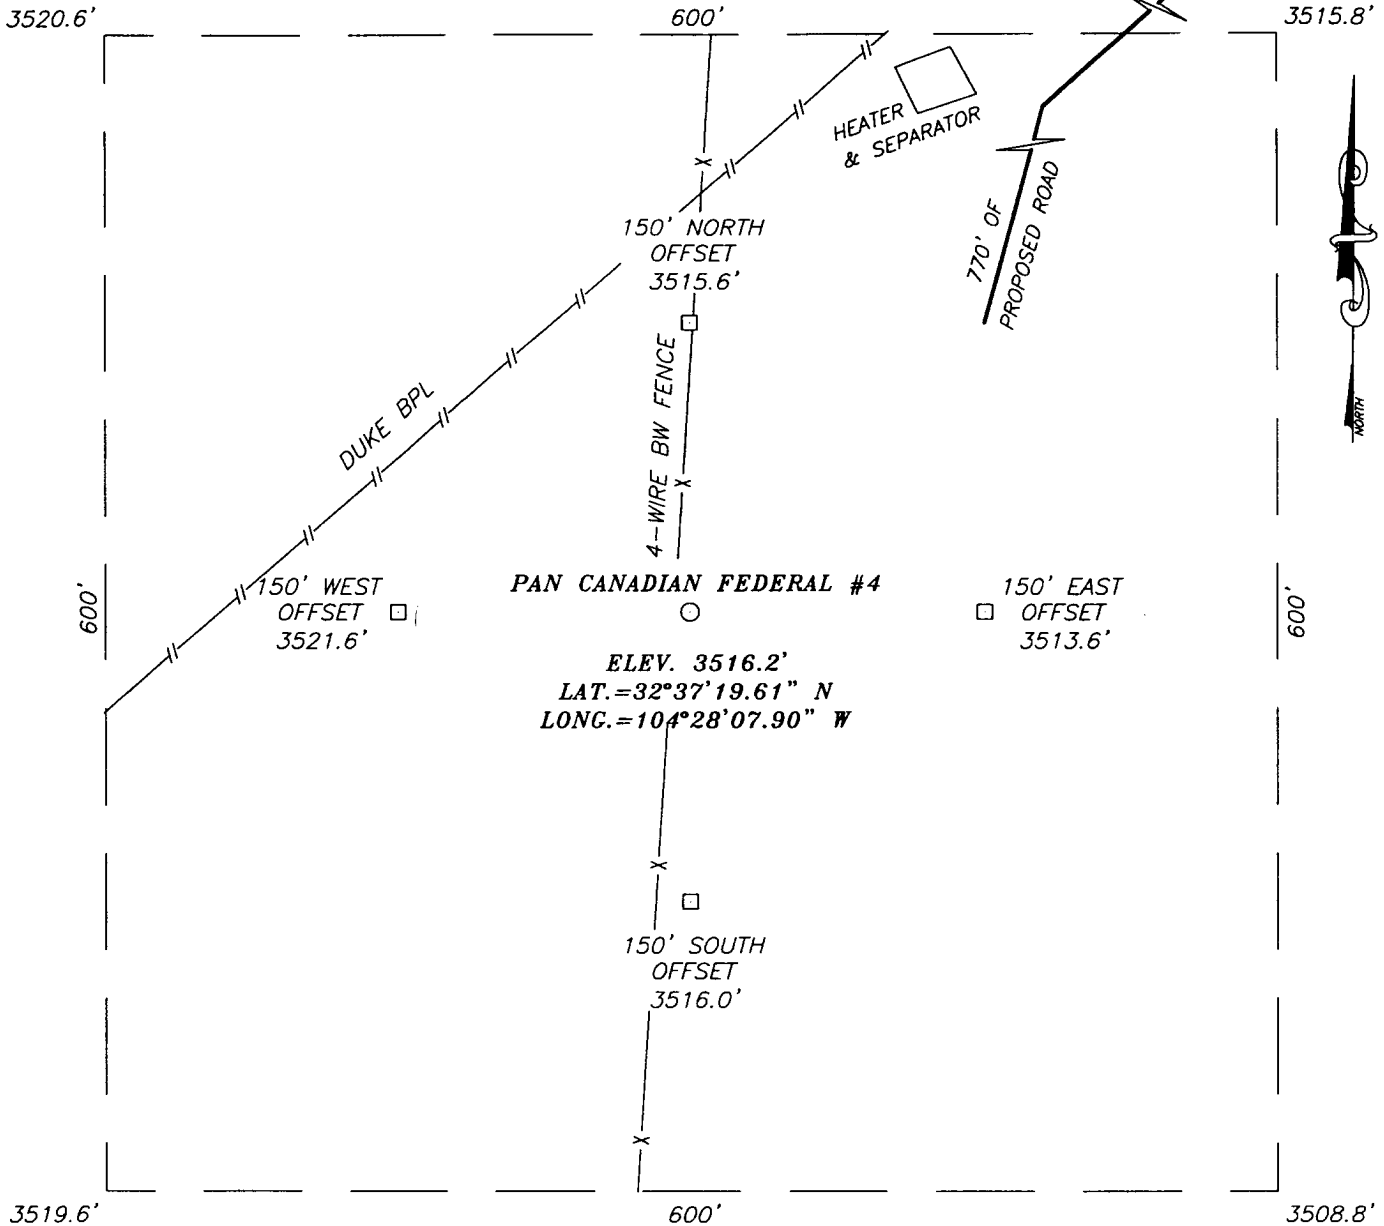 3520.6'
600'
3515.8'
HEATER
& SEPARATOR
150' NORTH
OFFSET
3515.6'
770' OF
PROPOSED ROAD
NORTH
DUKE BPL
4-WIRE BW FENCE
600'
150' WEST
OFFSET
3521.6'
PAN CANADIAN FEDERAL #4
150' EAST
OFFSET
3513.6'
600'
ELEV. 3516.2'
LAT.=32°37'19.61" N
LONG.=104°28'07.90" W
150' SOUTH
OFFSET
3516.0'
3519.6'
600'
3508.8'